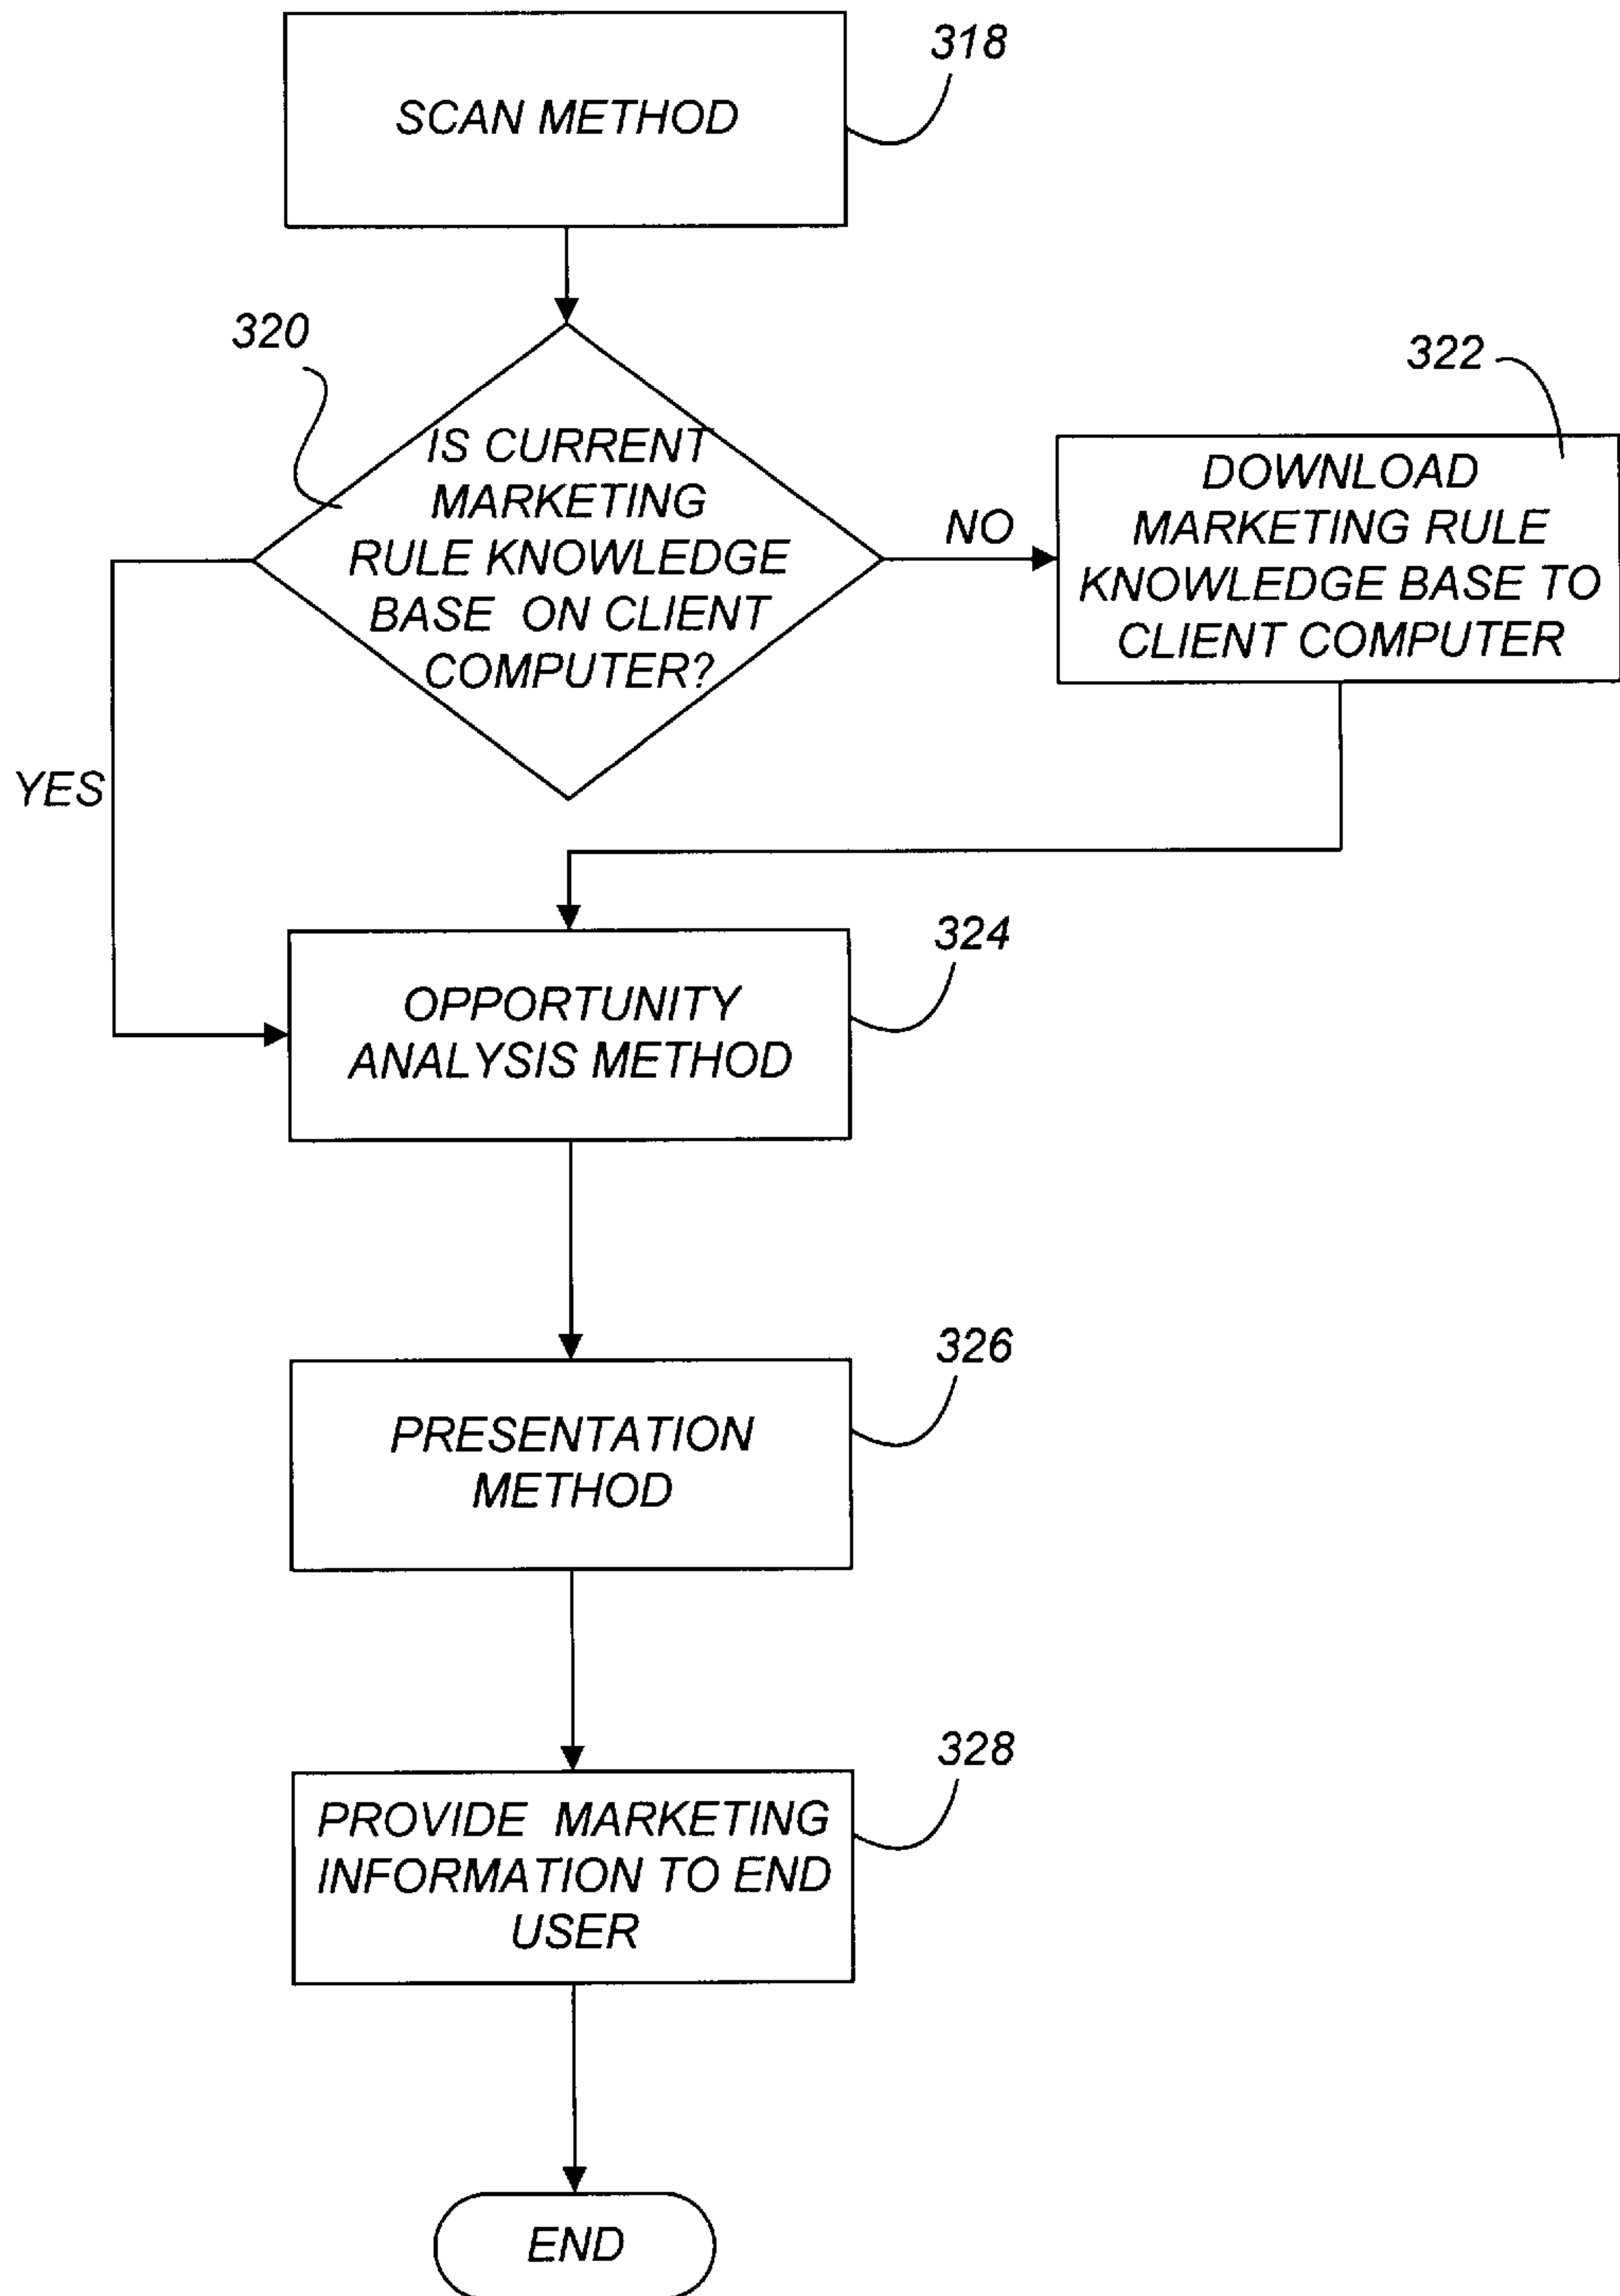 318
SCAN METHOD
320
322
IS CURRENT
MARKETING
RULE KNOWLEDGE
BASE ON CLIENT
COMPUTER?
NO
DOWNLOAD
MARKETING RULE
KNOWLEDGE BASE TO
CLIENT COMPUTER
YES
324
OPPORTUNITY
ANALYSIS METHOD
326
PRESENTATION
METHOD
328
PROVIDE MARKETING
INFORMATION TO END
USER
END